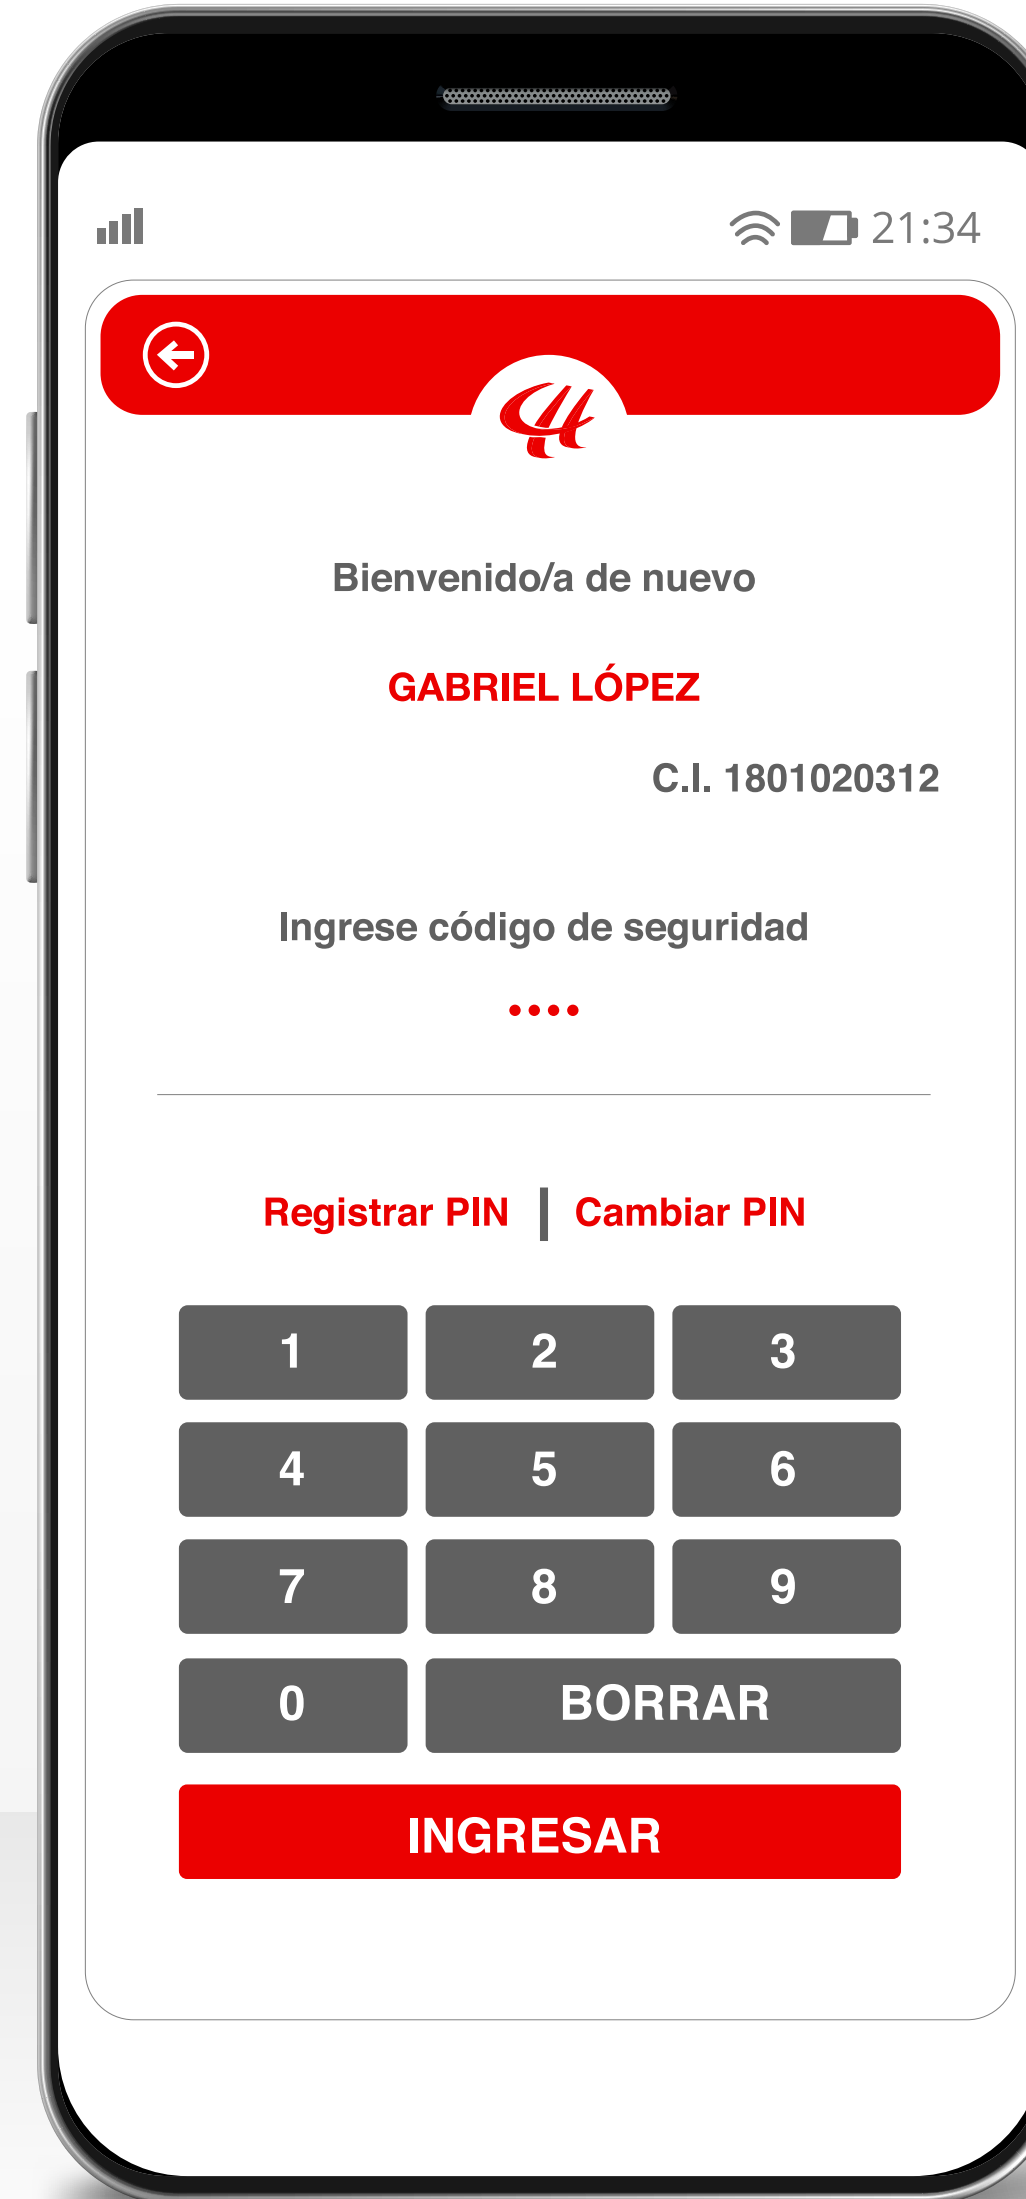 21:34
Bienvenido/a de nuevo
GABRIEL LÓPEZ
C.I. 1801020312
Ingrese código de seguridad
••••
Registrar PIN | Cambiar PIN
1 2 3
4 5 6
7 8 9
0 BORRAR
INGRESAR